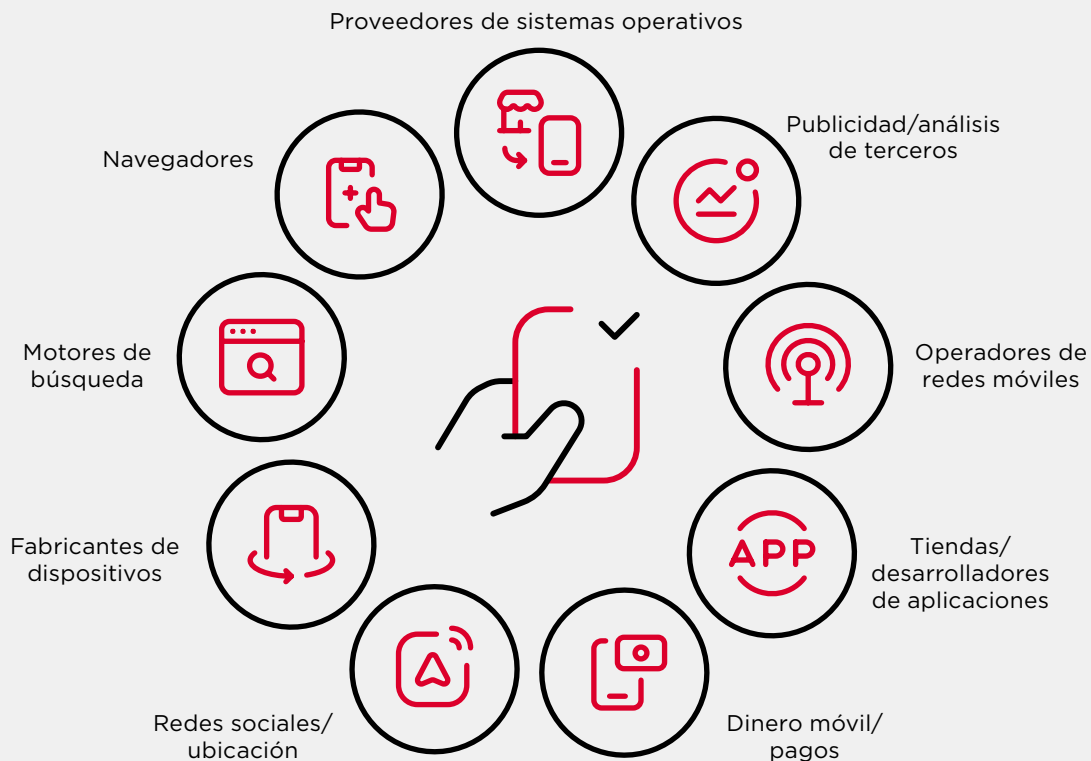 Proveedores de sistemas operativos
Publicidad/análisis
de terceros
Navegadores
Motores de
búsqueda
Operadores de
redes móviles
Fabricantes de
dispositivos
APP
Tiendas/
desarrolladores
de aplicaciones
Redes sociales/
ubicación
Dinero móvil/
pagos